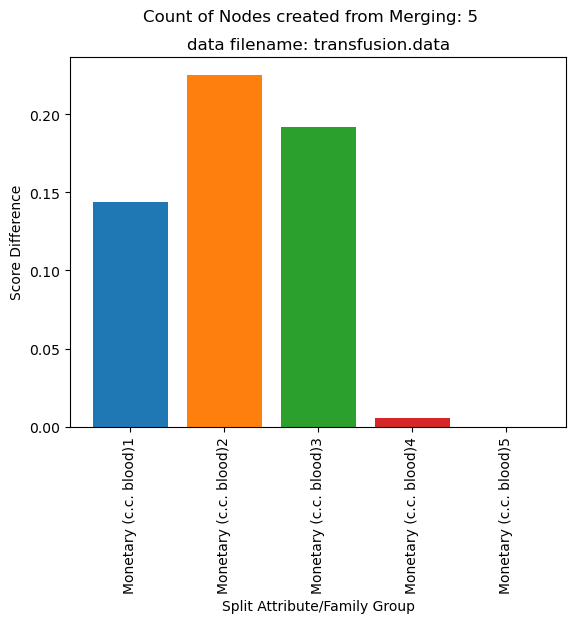 Count of Nodes created from Merging: 5
data filename: transfusion.data
Score Difference
0.20
0.15
0.10
0.05
0.00
Monetary (c.c. blood)1
Monetary (c.c. blood)2
Monetary (c.c. blood)3
Monetary (c.c. blood)4
Monetary (c.c. blood)5
Split Attribute/Family Group